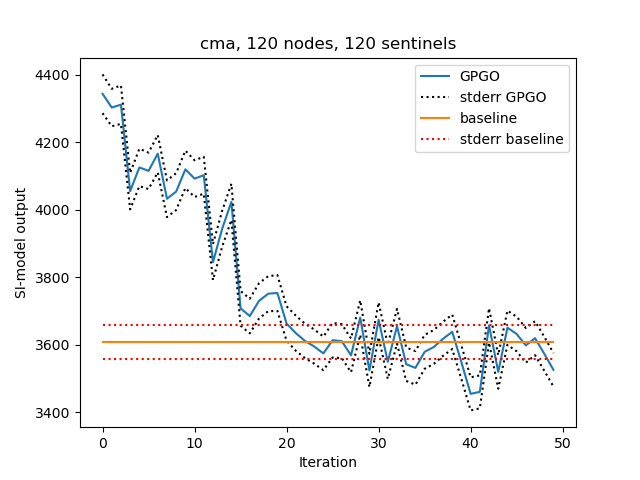 cma, 120 nodes, 120 sentinels
GPGO
stderr GPGO
baseline
stderr baseline
SI-model output
4400
4200
4000
3800
3600
3400
0 10 20 30 40 50
Iteration